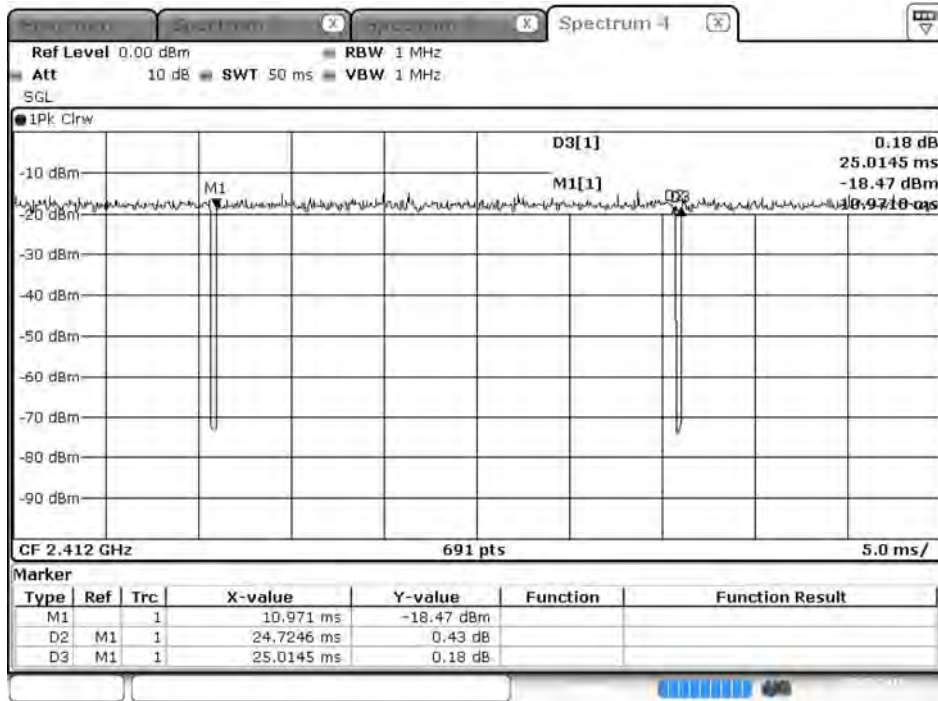 Spectrum 4
Ref Level 0.00 dBm RBW 1 MHz
Att 10 dB SWT 50 ms VBW 1 MHz
SGL
1Pk Clrw
D3[1] 0.18 dB
25.0145 ms
-10 dBm
M1[1] -18.47 dBm
M1
10.9710 ms
-20 dBm
-30 dBm
-40 dBm
-50 dBm
-60 dBm
-70 dBm
-80 dBm
-90 dBm
CF 2.412 GHz 691 pts 5.0 ms/
Marker
Type Ref Trc X-value Y-value Function Function Result
M1 1 10.971 ms -18.47 dBm
D2 M1 1 24.7246 ms 0.43 dB
D3 M1 1 25.0145 ms 0.18 dB